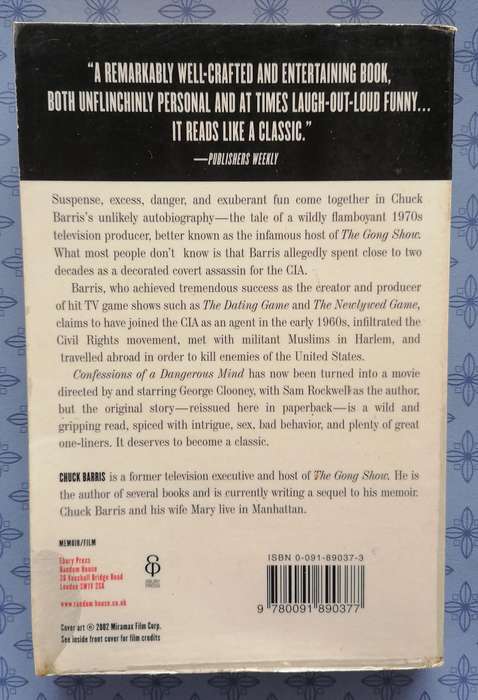 “A REMARKABLY WELL-CRAFTED AND ENTERTAINING BOOK,
BOTH UNFLINCHINGLY PERSONAL AND AT TIMES LAUGH-OUT-LOUD FUNNY...
IT READS LIKE A CLASSIC.”
—PUBLISHERS WEEKLY
Suspense, excess, danger, and exuberant fun come together in Chuck
Barris’s unlikely autobiography—the tale of a wildly flamboyant 1970s
television producer, better known as the infamous host of The Gong Show.
What most people don’t know is that Barris allegedly spent close to two
decades as a decorated covert assassin for the CIA.
Barris, who achieved tremendous success as the creator and producer
of hit TV game shows such as The Dating Game and The Newlywed Game,
claims to have joined the CIA as an agent in the early 1960s, infiltrated the
Civil Rights movement, met with militant Muslims in Harlem, and
travelled abroad in order to kill enemies of the United States.
Confessions of a Dangerous Mind has now been turned into a movie
directed by and starring George Clooney, with Sam Rockwell as the author,
but the original story—reissued here in paperback—is a wild and
gripping read, spiced with intrigue, sex, bad behavior, and plenty of great
one-liners. It deserves to become a classic.
CHUCK BARRIS is a former television executive and host of The Gong Show. He is
the author of several books and is currently writing a sequel to his memoir.
Chuck Barris and his wife Mary live in Manhattan.
MEMOIR/FILM
Ebury Press
Random House
20 Vauxhall Bridge Road
London SW1V 2SA
www.randomhouse.co.uk
EBURY
PRESS
ISBN 0-091-89037-3
9 780091 890377
Cover art © 2002 Miramax Film Corp.
See inside front cover for film credits